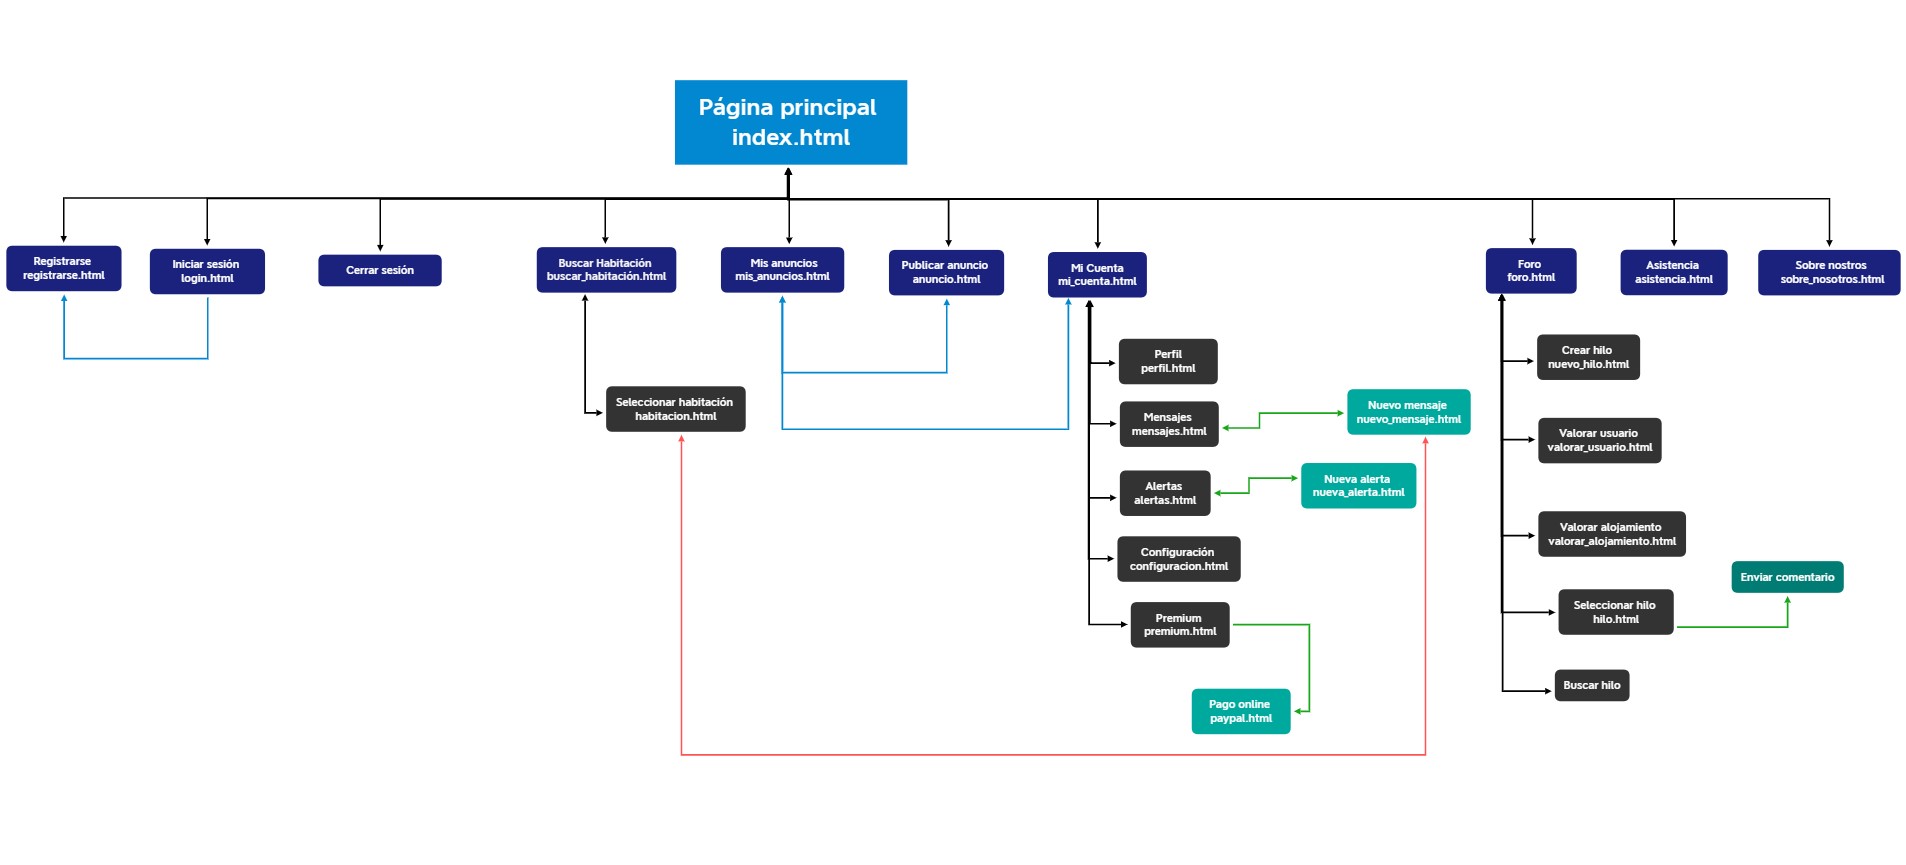 Página principal
index.html
Registrarse
registrarse.html
Iniciar sesión
login.html
Cerrar sesión
Buscar Habitación
buscar_habitación.html
Mis anuncios
mis_anuncios.html
Publicar anuncio
anuncio.html
Mi Cuenta
mi_cuenta.html
Foro
foro.html
Asistencia
asistencia.html
Sobre nostros
sobre_nosotros.html
Seleccionar habitación
habitacion.html
Perfil
perfil.html
Mensajes
mensajes.html
Nuevo mensaje
nuevo_mensaje.html
Alertas
alertas.html
Nueva alerta
nueva_alerta.html
Configuración
configuracion.html
Premium
premium.html
Pago online
paypal.html
Crear hilo
nuevo_hilo.html
Valorar usuario
valorar_usuario.html
Valorar alojamiento
valorar_alojamiento.html
Seleccionar hilo
hilo.html
Enviar comentario
Buscar hilo